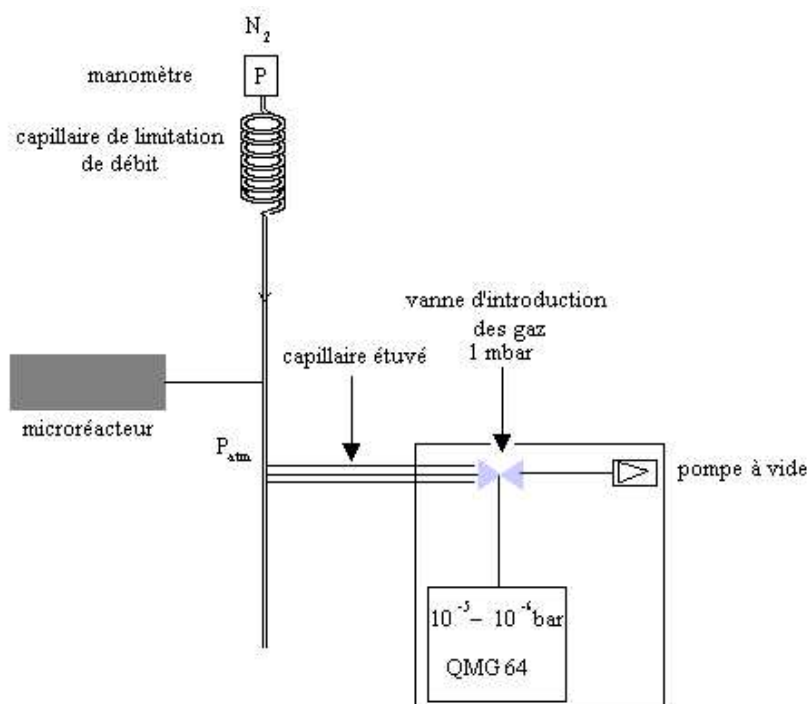 N₂
manomètre
P
capillaire de limitation
de débit
vanne d'introduction
des gaz
1 mbar
capillaire étuvé
microréacteur
Patm
pompe à vide
10⁻⁵ – 10⁻⁶ bar
QMG 64